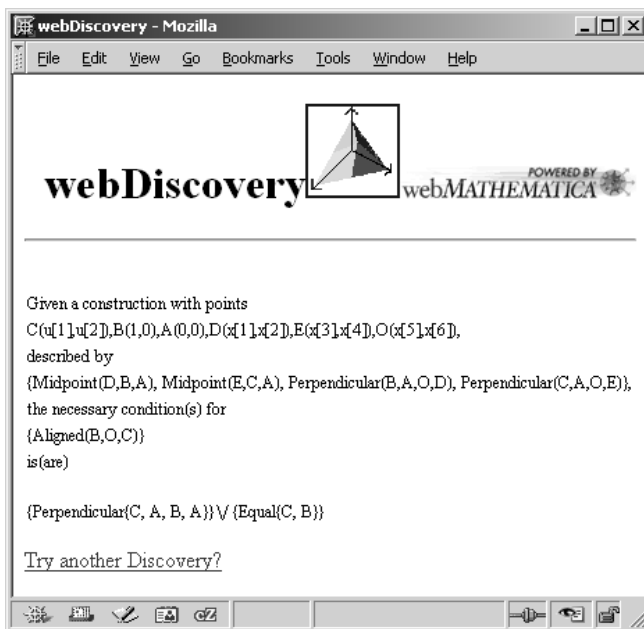 webDiscovery - Mozilla
File Edit View Go Bookmarks Tools Window Help
webDiscovery
POWERED BY
webMATHEMATICA
Given a construction with points
C(u[1],u[2]),B(1,0),A(0,0),D(x[1],x[2]),E(x[3],x[4]),O(x[5],x[6]),
described by
{Midpoint(D,B,A), Midpoint(E,C,A), Perpendicular(B,A,O,D), Perpendicular(C,A,O,E)},
the necessary condition(s) for
{Aligned(B,O,C)}
is(are)
{Perpendicular{C, A, B, A}} \/ {Equal{C, B}}
Try another Discovery?